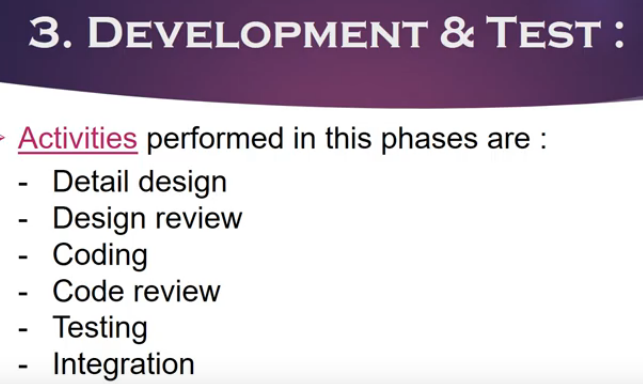 3. DEVELOPMENT & TEST :
Activities performed in this phases are :
- Detail design
- Design review
- Coding
- Code review
- Testing
- Integration